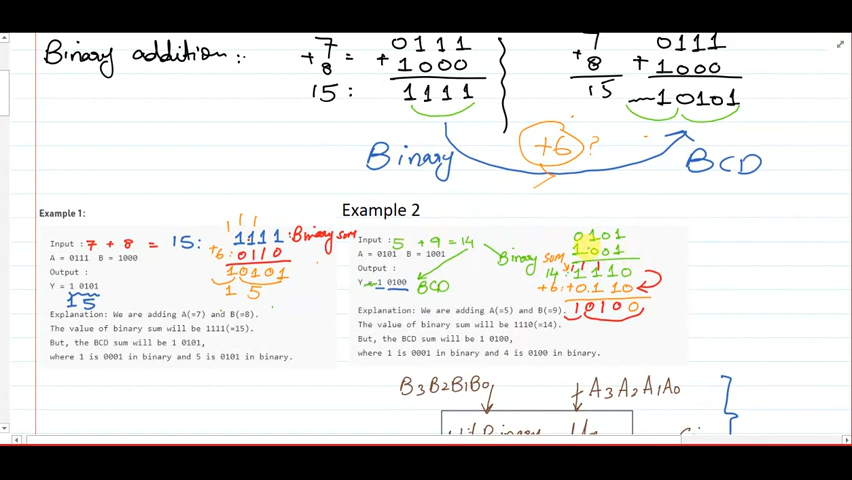 Binary addition:-
+7 =
8
15:
0111
+1000
1111
7
+8
15
0111
+1000
10101
Binary
+6 ?
BCD
Example 1:
Input : 7 + 8 = 15:
A = 0111 B = 1000
Output :
Y = 1 0101
15
111
1111 : Binary sum
+6: 0110
10101
1 5
Explanation: We are adding A(=7) and B(=8).
The value of binary sum will be 1111(=15).
But, the BCD sum will be 1 0101,
where 1 is 0001 in binary and 5 is 0101 in binary.
Example 2
Input : 5 + 9 = 14
A = 0101 B = 1001
Output :
Y = 1 0100 BCD
0101
1001
Binary sum
14: 1110
+6: +0110
10100
Explanation: We are adding A(=5) and B(=9).
The value of binary sum will be 1110(=14).
But, the BCD sum will be 1 0100,
where 1 is 0001 in binary and 4 is 0100 in binary.
B3B2B1B0
A3A2A1A0